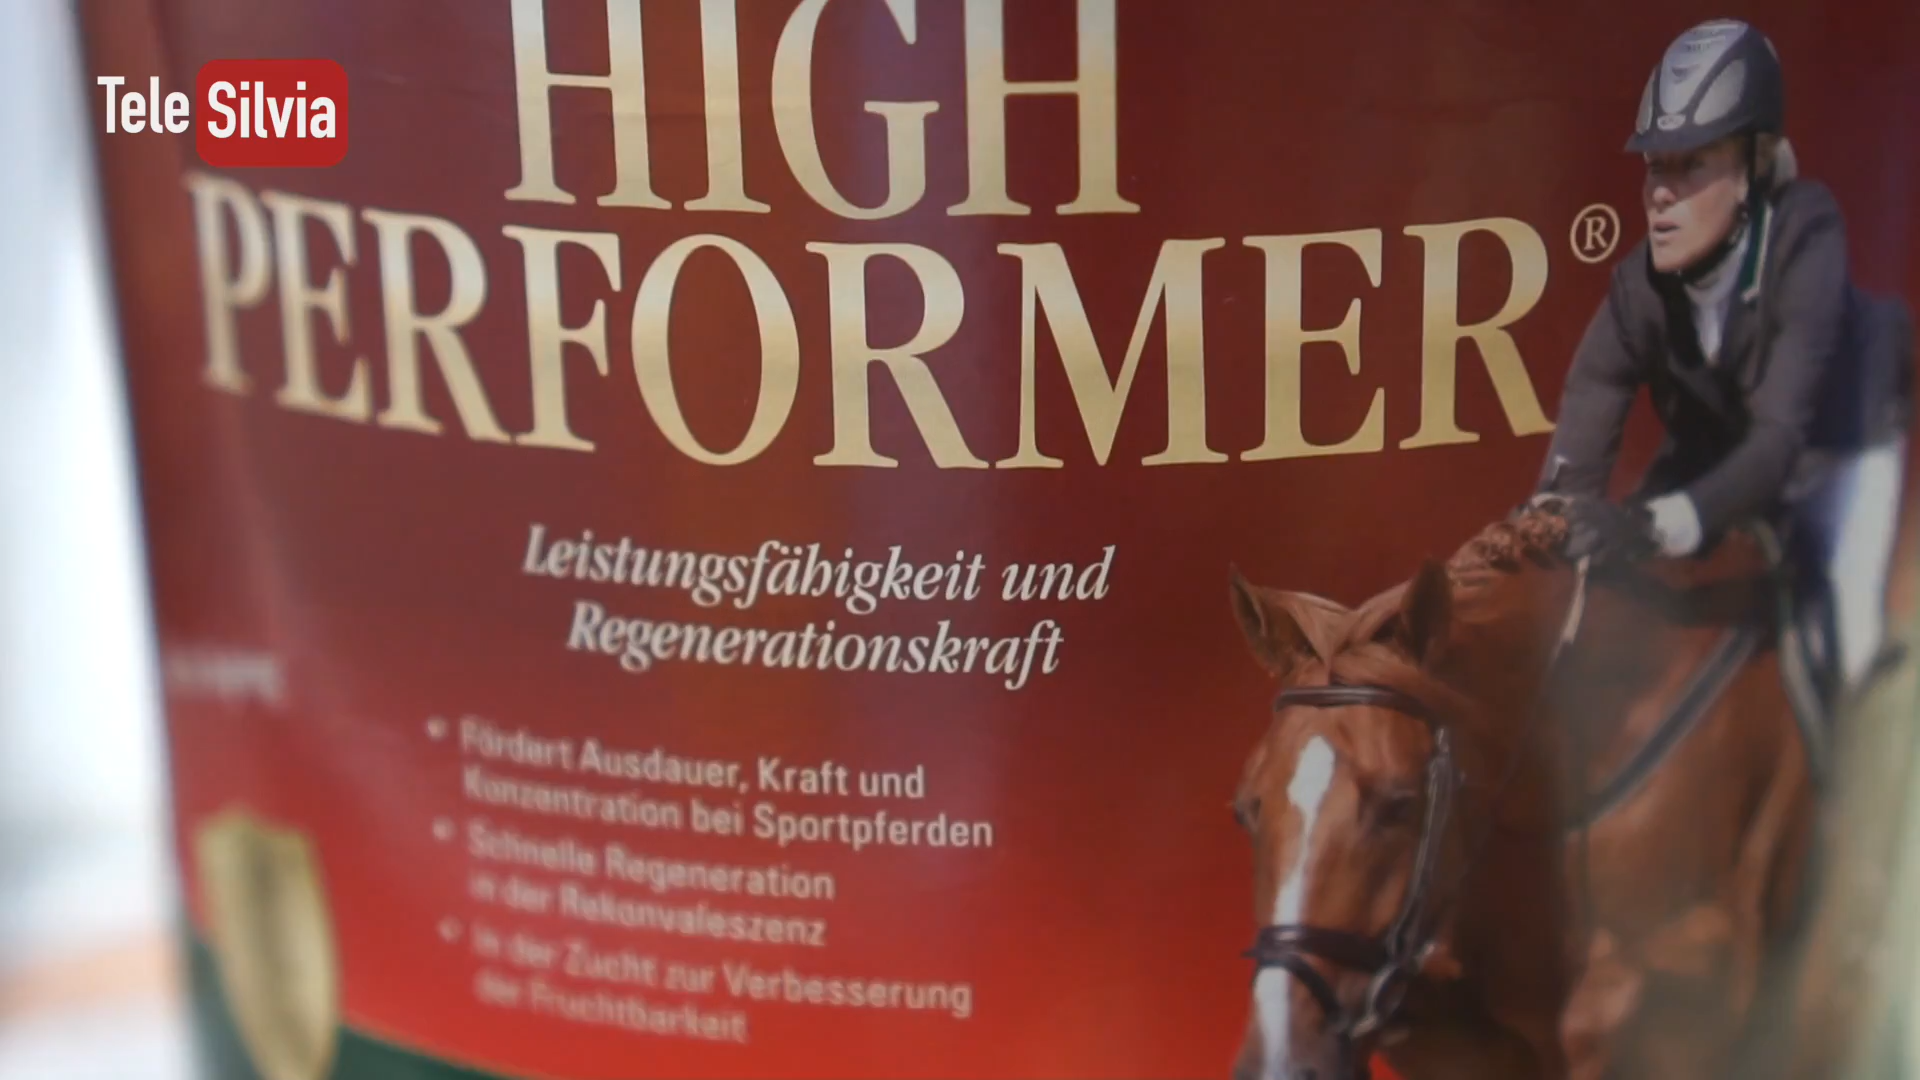 Tele Silvia
HIGH
PERFORMER®
Leistungsfähigkeit und
Regenerationskraft
• Fördert Ausdauer, Kraft und
Konzentration bei Sportpferden
• Schnelle Regeneration
in der Rekonvaleszenz
• In der Zucht zur Verbesserung
der Fruchtbarkeit